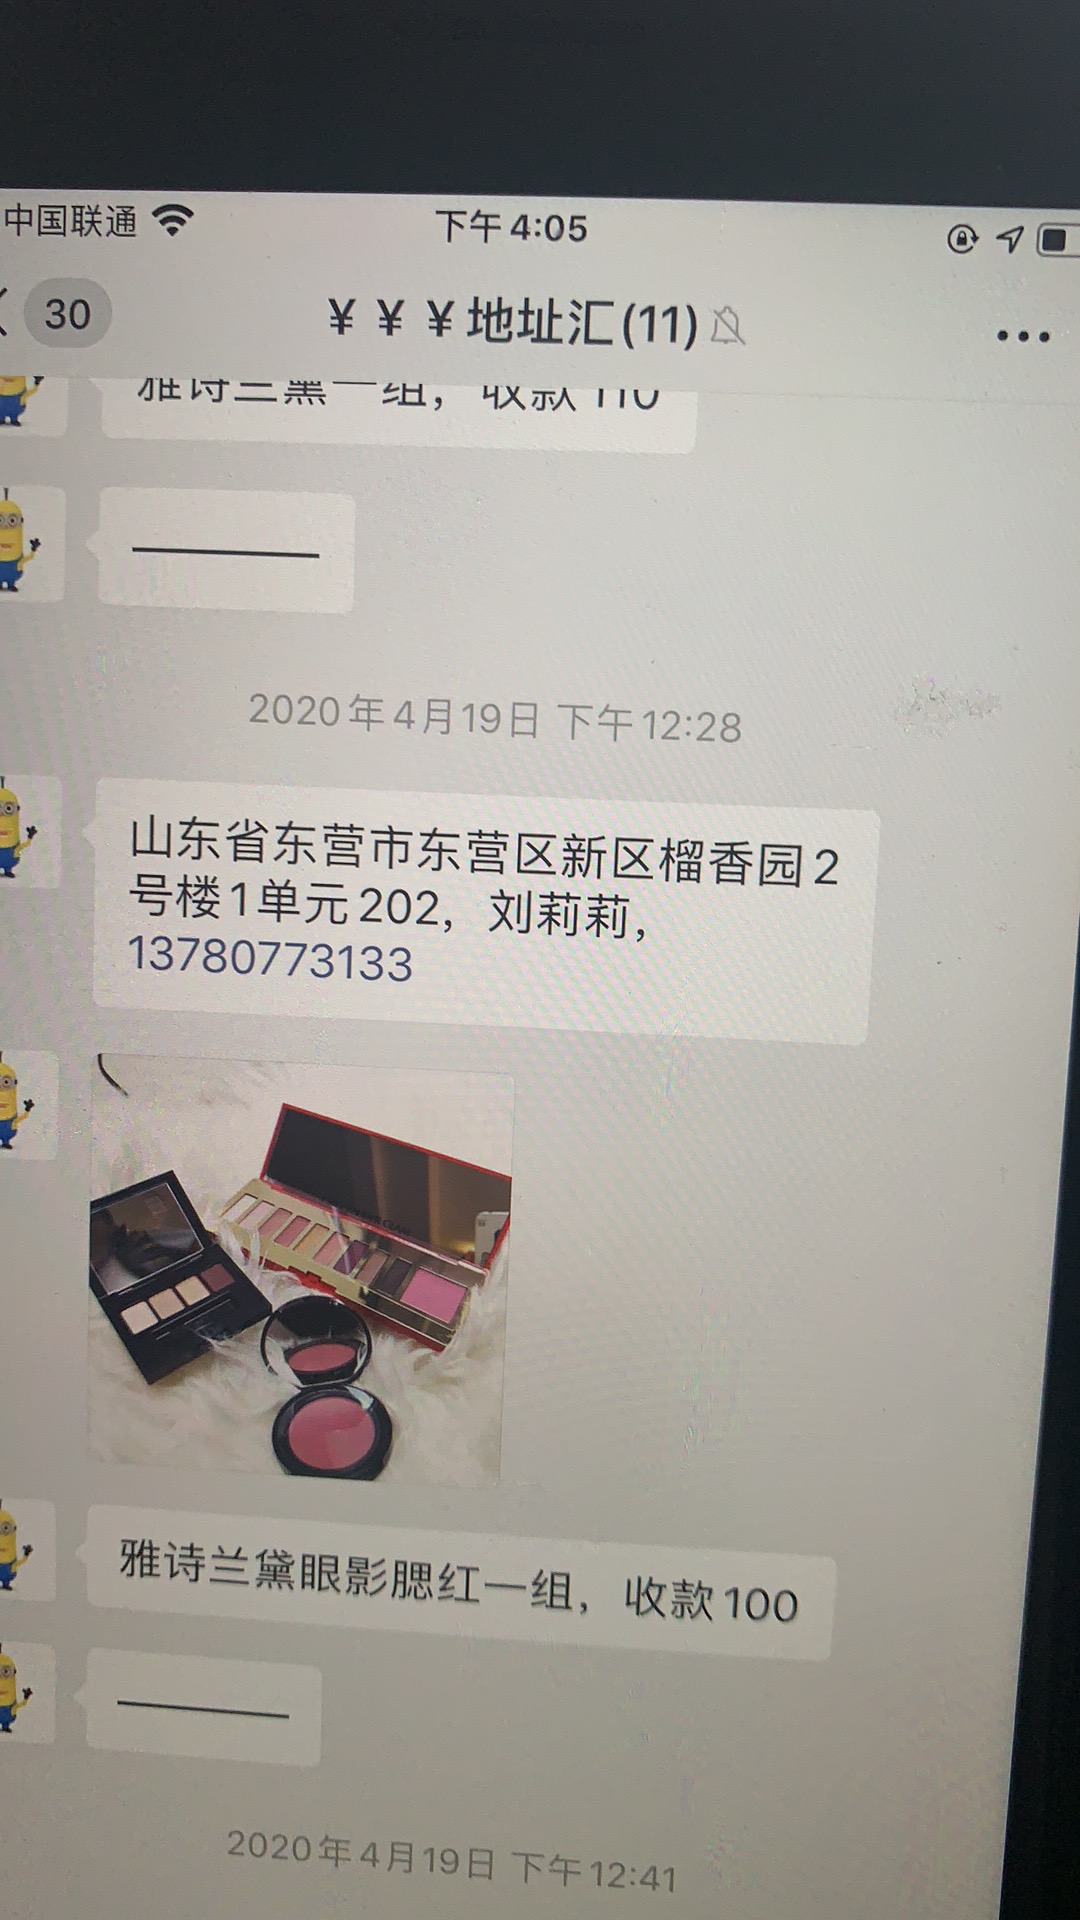 中国联通
下午4:05
30
¥ ¥ ¥地址汇(11)
雅诗兰黛一组，收款110
2020年4月19日 下午12:28
山东省东营市东营区新区榴香园2
号楼1单元202，刘莉莉，
13780773133
雅诗兰黛眼影腮红一组，收款100
2020年4月19日 下午12:41